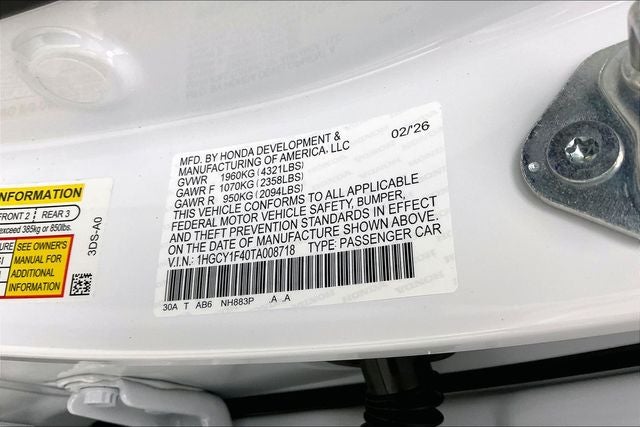 MFD. BY HONDA DEVELOPMENT & 02/'26
MANUFACTURING OF AMERICA, LLC
GVWR 1960KG (4321LBS)
GAWR F 1070KG (2358LBS)
GAWR R 950KG (2094LBS)
THIS VEHICLE CONFORMS TO ALL APPLICABLE
FEDERAL MOTOR VEHICLE SAFETY, BUMPER,
AND THEFT PREVENTION STANDARDS IN EFFECT
ON THE DATE OF MANUFACTURE SHOWN ABOVE.
V.I.N.: 1HGCY1F40TA008718 TYPE: PASSENGER CAR
30A T AB6 NH883P .A .A
INFORMATION
FRONT 2 REAR 3
exceed 385kg or 850lbs.
SEE OWNER'S
MANUAL FOR
ADDITIONAL
INFORMATION
3DS-A0